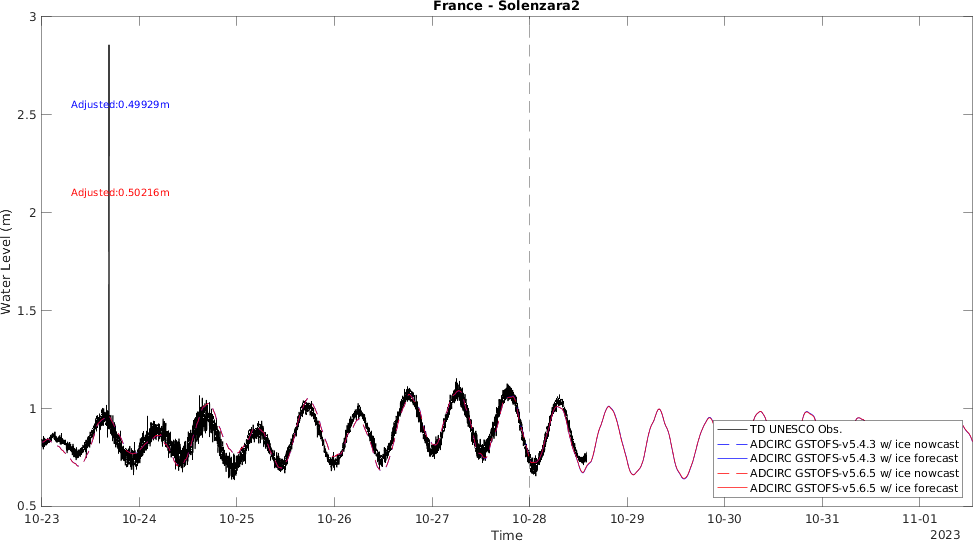 France - Solenzara2
3
2.5
2
1.5
1
0.5
Water Level (m)
Adjusted:0.49929m
Adjusted:0.50216m
TD UNESCO Obs.
ADCIRC GSTOFS-v5.4.3 w/ ice nowcast
ADCIRC GSTOFS-v5.4.3 w/ ice forecast
ADCIRC GSTOFS-v5.6.5 w/ ice nowcast
ADCIRC GSTOFS-v5.6.5 w/ ice forecast
10-23 10-24 10-25 10-26 10-27 10-28 10-29 10-30 10-31 11-01
Time
2023